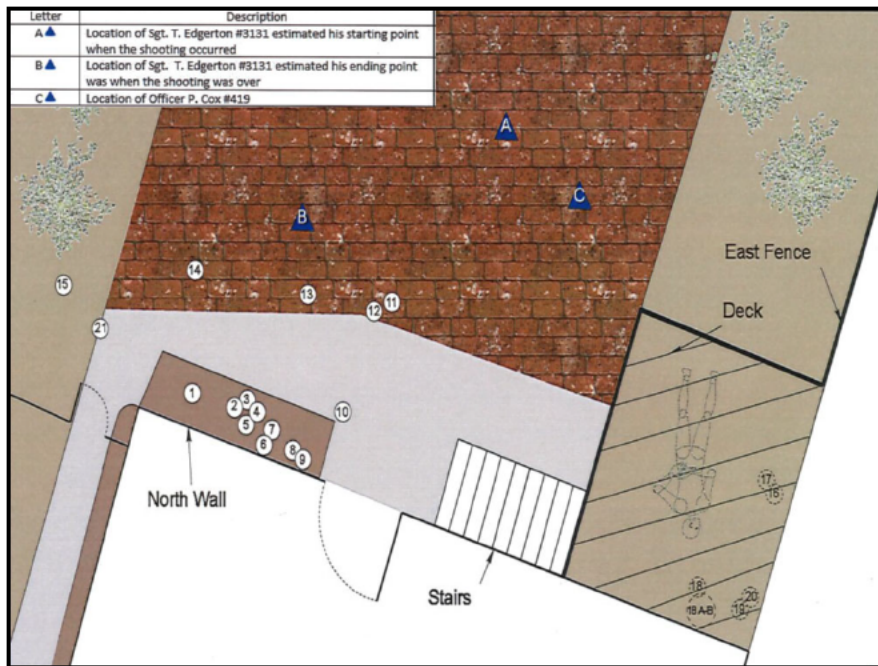 Letter Description
A Location of Sgt. T. Edgerton #3131 estimated his starting point
when the shooting occurred
B Location of Sgt. T. Edgerton #3131 estimated his ending point
was when the shooting was over
C Location of Officer P. Cox #419
A
C
B
East Fence
14
15
13
11
12
Deck
21
1
3
2
4
10
5
7
6
8
9
17
16
North Wall
Stairs
18
20
18 A-B
19